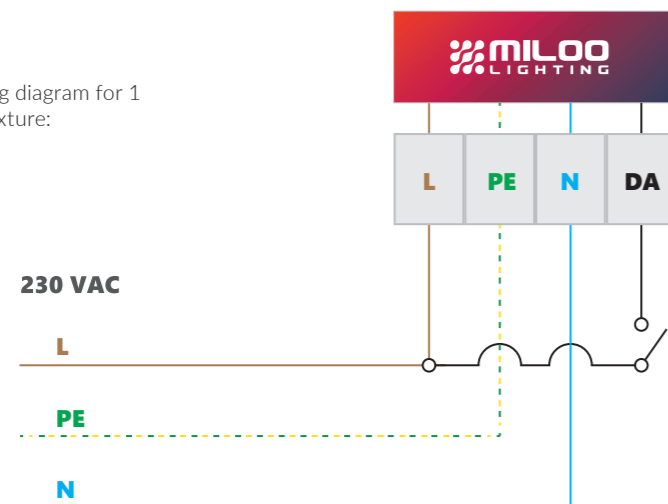 MILOO
LIGHTING
g diagram for 1
xture:
L PE N DA
230 VAC
L
PE
N